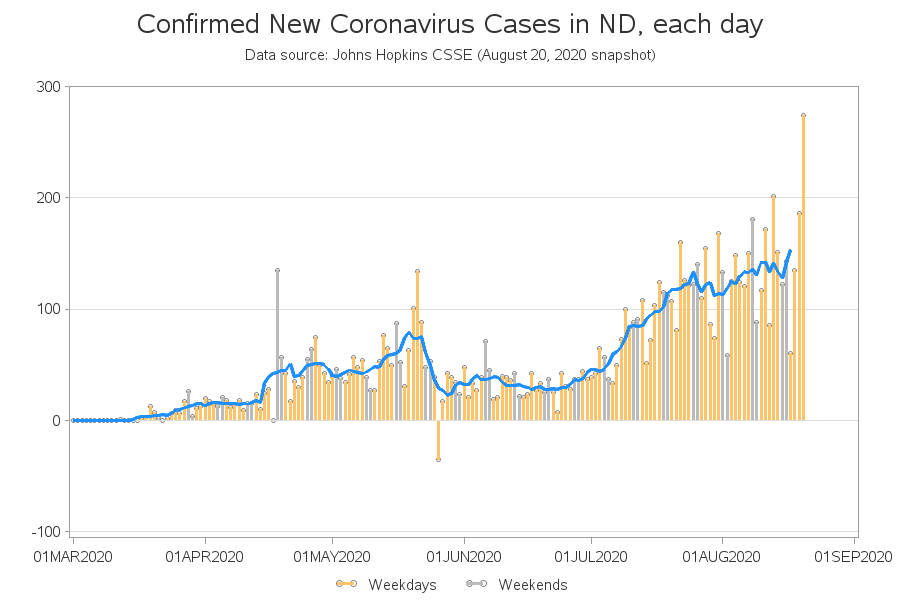 Confirmed New Coronavirus Cases in ND, each day
Data source: Johns Hopkins CSSE (August 20, 2020 snapshot)
300
200
100
0
-100
01MAR2020 01APR2020 01MAY2020 01JUN2020 01JUL2020 01AUG2020 01SEP2020
Weekdays Weekends